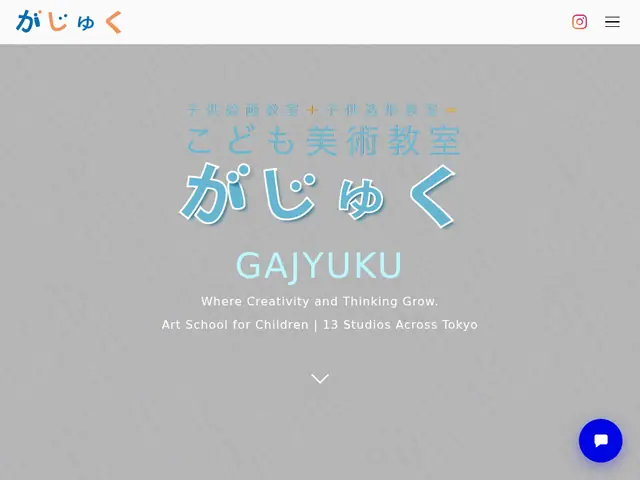 がじゅく
子供絵画教室+子供造形教室=
こども美術教室
がじゅく
GAJYUKU
Where Creativity and Thinking Grow.
Art School for Children | 13 Studios Across Tokyo